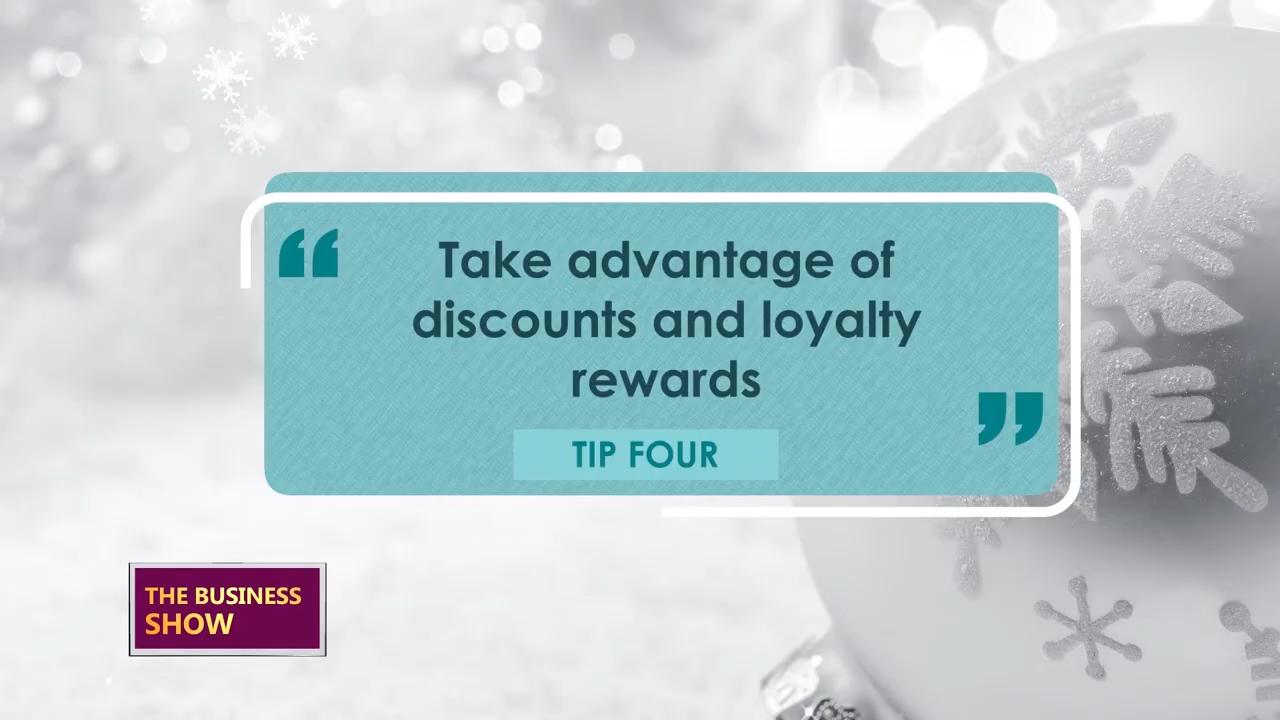 Take advantage of
discounts and loyalty
rewards
TIP FOUR
THE BUSINESS
SHOW